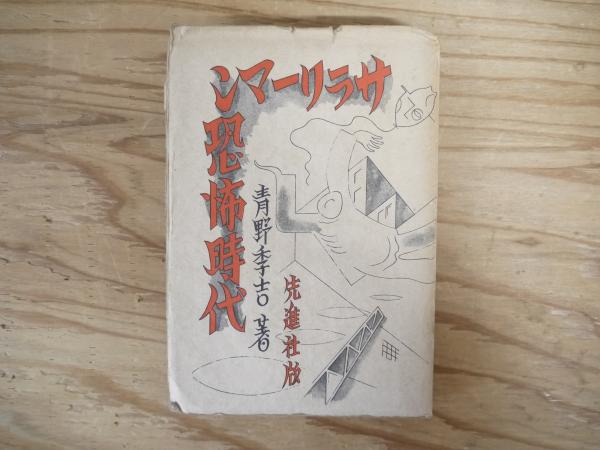 サラリーマン
恐怖時代
青野季吉著
先進社版